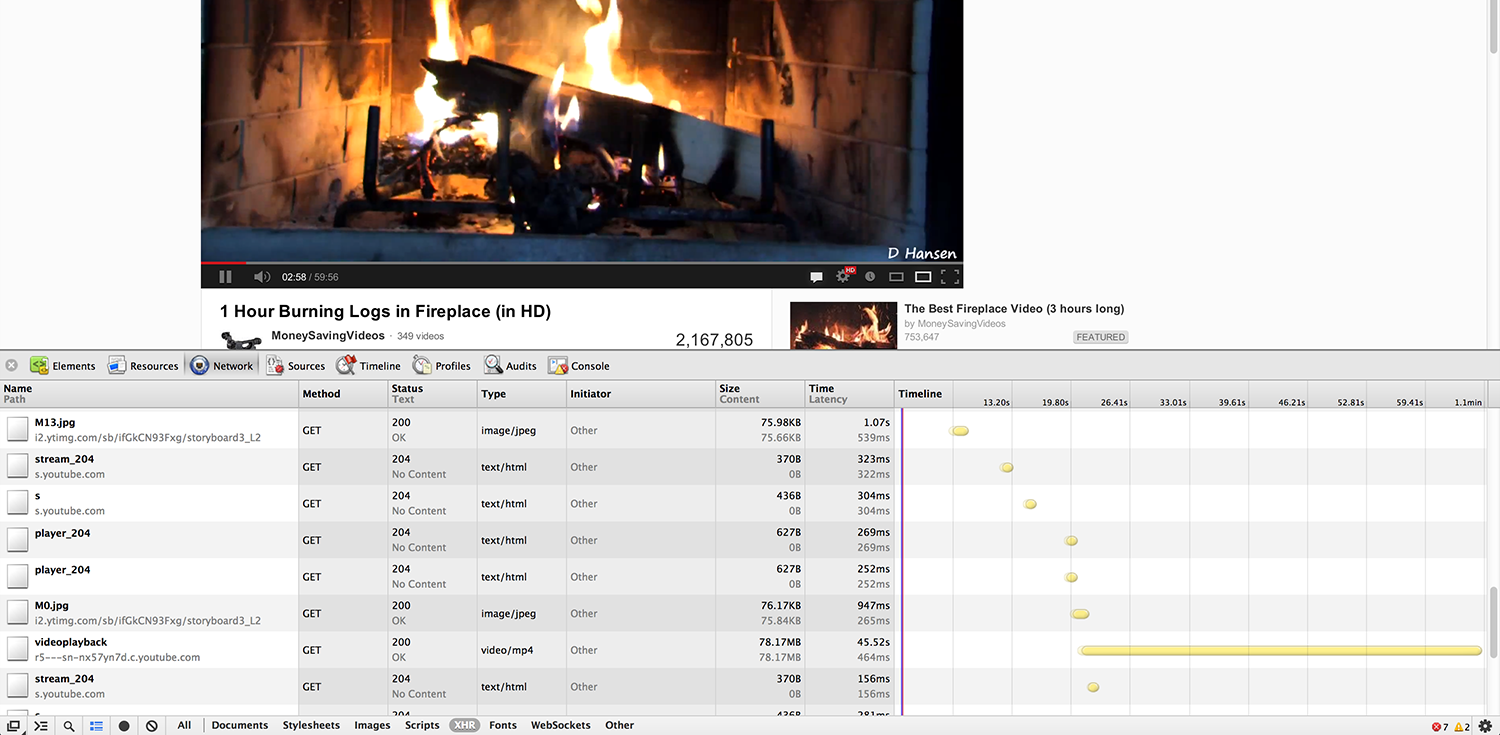 D Hansen
HD
02:58 / 59:56
1 Hour Burning Logs in Fireplace (in HD)
MoneySavingVideos · 349 videos
2,167,805
The Best Fireplace Video (3 hours long)
by MoneySavingVideos
753,647
FEATURED
Elements Resources Network Sources Timeline Profiles Audits Console
Name Method Status Type Initiator Size Time Timeline
Path Text Content Latency 13.20s 19.80s 26.41s 33.01s 39.61s 46.21s 52.81s 59.41s 1.1min
M13.jpg 200 75.98KB 1.07s
GET image/jpeg Other
i2.ytimg.com/sb/ifGkCN93Fxg/storyboard3_L2 OK 75.66KB 539ms
stream_204 204 370B 323ms
GET text/html Other
s.youtube.com No Content 0B 322ms
s 204 436B 304ms
GET text/html Other
s.youtube.com No Content 0B 304ms
player_204 204 627B 269ms
GET text/html Other
No Content 0B 269ms
player_204 204 627B 252ms
GET text/html Other
No Content 0B 252ms
M0.jpg 200 76.17KB 947ms
GET image/jpeg Other
i2.ytimg.com/sb/ifGkCN93Fxg/storyboard3_L2 OK 75.84KB 265ms
videoplayback 200 78.17MB 45.52s
GET video/mp4 Other
r5---sn-nx57yn7d.c.youtube.com OK 78.17MB 464ms
stream_204 204 370B 156ms
GET text/html Other
s.youtube.com No Content 0B 156ms
s 204 436B 281ms
All Documents Stylesheets Images Scripts XHR Fonts WebSockets Other 7 2